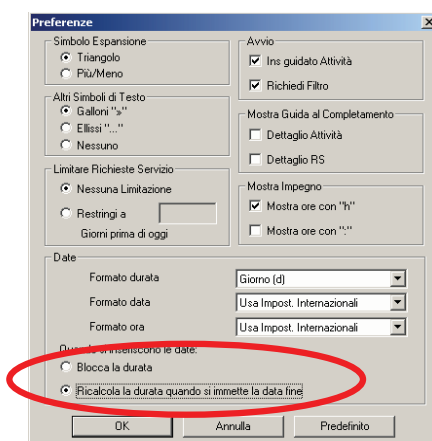 Preferenze
Simbolo Espansione
Triangolo
Più/Meno
Altri Simboli di Testo
Galloni "»"
Ellissi "..."
Nessuno
Limitare Richieste Servizio
Nessuna Limitazione
Restringi a
Giorni prima di oggi
Avvio
Ins guidato Attività
Richiedi Filtro
Mostra Guida al Completamento
Dettaglio Attività
Dettaglio RS
Mostra Impegno
Mostra ore con "h"
Mostra ore con ":"
Date
Formato durata Giorno (d)
Formato data Usa Impost. Internazionali
Formato ora Usa Impost. Internazionali
Quando si inseriscono le date:
Blocca la durata
Ricalcola la durata quando si immette la data fine
OK Annulla Predefinito